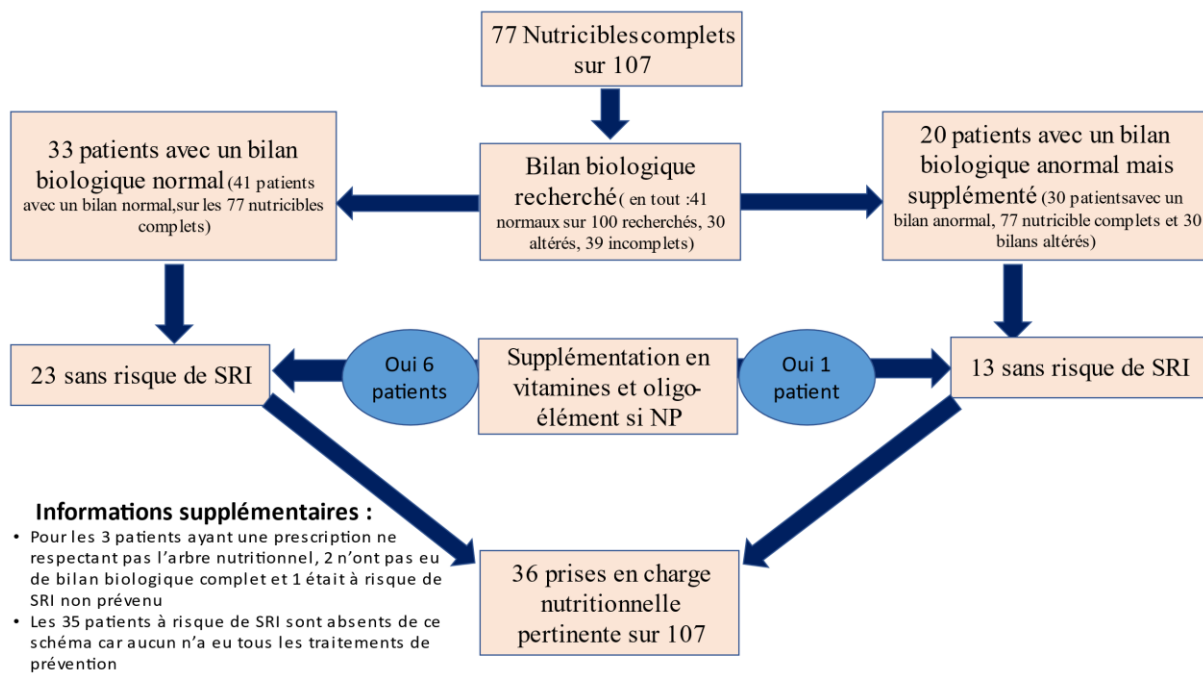 77 Nutricibles complets
sur 107
33 patients avec un bilan
biologique normal (41 patients
avec un bilan normal,sur les 77 nutricibles
complets)
Bilan biologique
recherché( en tout :41
normaux sur 100 recherchés, 30
altérés, 39 incomplets)
20 patients avec un bilan
biologique anormal mais
supplémenté (30 patientsavec un
bilan anormal, 77 nutricible complets et 30
bilans altérés)
23 sans risque de SRI
Oui 6
patients
Supplémentation en
vitamines et oligo-
élément si NP
Oui 1
patient
13 sans risque de SRI
Informations supplémentaires :
• Pour les 3 patients ayant une prescription ne
respectant pas l’arbre nutritionnel, 2 n’ont pas eu
de bilan biologique complet et 1 était à risque de
SRI non prévenu
• Les 35 patients à risque de SRI sont absents de ce
schéma car aucun n’a eu tous les traitements de
prévention
36 prises en charge
nutritionnelle
pertinente sur 107